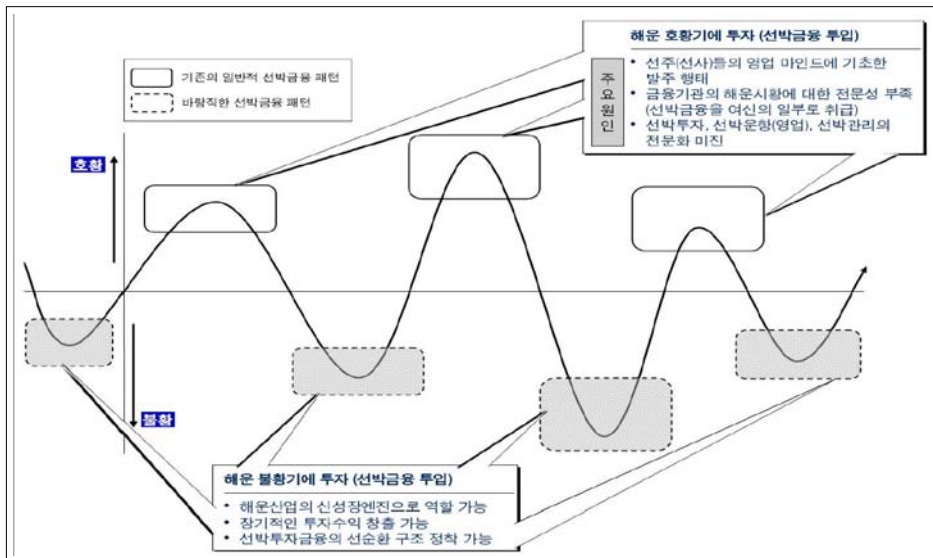 해운 호황기에 투자 (선박금융 투입)
주요원인
• 선주(선사)들의 영업 마인드에 기초한
발주 행태
• 금융기관의 해운시황에 대한 전문성 부족
(선박금융을 여신의 일부로 취급)
• 선박투자, 선박운항(영업), 선박관리의
전문화 미진
기존의 일반적 선박금융 패턴
바람직한 선박금융 패턴
호황
불황
해운 불황기에 투자 (선박금융 투입)
• 해운산업의 신성장엔진으로 역할 가능
• 장기적인 투자수익 창출 가능
• 선박투자금융의 선순환 구조 정착 가능